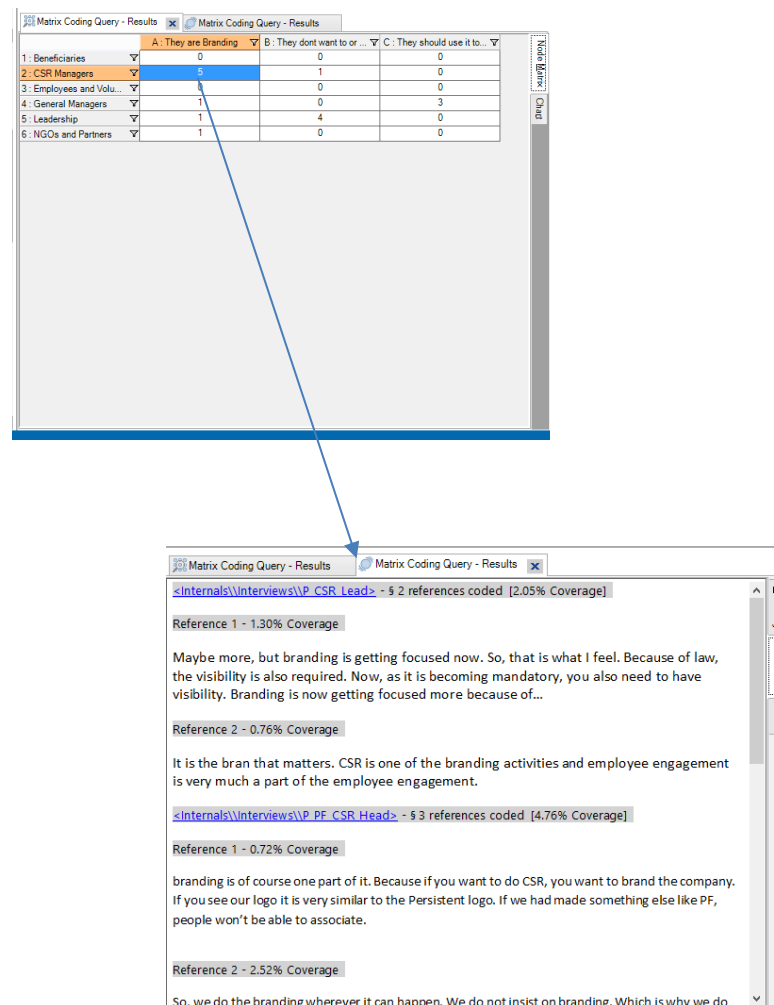 Matrix Coding Query - Results Matrix Coding Query - Results
A : They are Branding B : They dont want to or ... C : They should use it to...
1 : Beneficiaries 0 0 0
2 : CSR Managers 5 1 0
3 : Employees and Volu... 0 0 0
4 : General Managers 1 0 3
5 : Leadership 1 4 0
6 : NGOs and Partners 1 0 0
Node Matrix
Chart
Matrix Coding Query - Results Matrix Coding Query - Results
<Internals\\Interviews\\P CSR Lead> - § 2 references coded [2.05% Coverage]
Reference 1 - 1.30% Coverage
Maybe more, but branding is getting focused now. So, that is what I feel. Because of law,
the visibility is also required. Now, as it is becoming mandatory, you also need to have
visibility. Branding is now getting focused more because of...
Reference 2 - 0.76% Coverage
It is the bran that matters. CSR is one of the branding activities and employee engagement
is very much a part of the employee engagement.
<Internals\\Interviews\\P PF CSR Head> - § 3 references coded [4.76% Coverage]
Reference 1 - 0.72% Coverage
branding is of course one part of it. Because if you want to do CSR, you want to brand the company.
If you see our logo it is very similar to the Persistent logo. If we had made something else like PF,
people won't be able to associate.
Reference 2 - 2.52% Coverage
So, we do the branding wherever it can happen. We do not insist on branding. Which is why we do